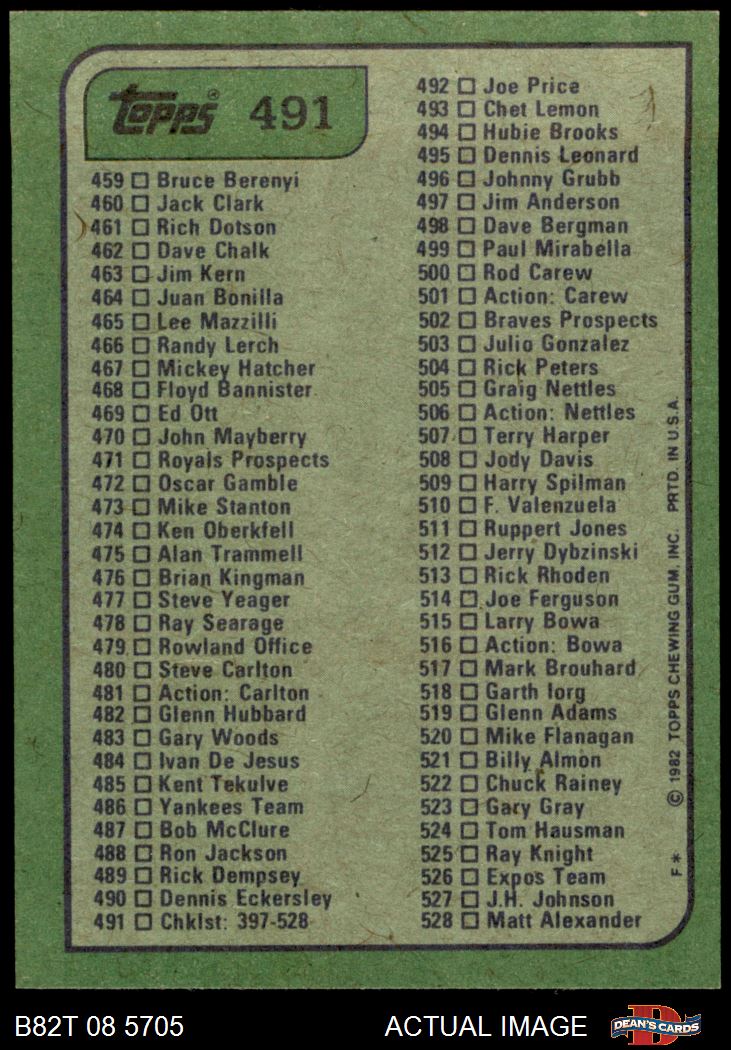 Topps® 491
459 □ Bruce Berenyi
460 □ Jack Clark
461 □ Rich Dotson
462 □ Dave Chalk
463 □ Jim Kern
464 □ Juan Bonilla
465 □ Lee Mazzilli
466 □ Randy Lerch
467 □ Mickey Hatcher
468 □ Floyd Bannister
469 □ Ed Ott
470 □ John Mayberry
471 □ Royals Prospects
472 □ Oscar Gamble
473 □ Mike Stanton
474 □ Ken Oberkfell
475 □ Alan Trammell
476 □ Brian Kingman
477 □ Steve Yeager
478 □ Ray Searage
479 □ Rowland Office
480 □ Steve Carlton
481 □ Action: Carlton
482 □ Glenn Hubbard
483 □ Gary Woods
484 □ Ivan De Jesus
485 □ Kent Tekulve
486 □ Yankees Team
487 □ Bob McClure
488 □ Ron Jackson
489 □ Rick Dempsey
490 □ Dennis Eckersley
491 □ Chklst: 397-528
492 □ Joe Price
493 □ Chet Lemon
494 □ Hubie Brooks
495 □ Dennis Leonard
496 □ Johnny Grubb
497 □ Jim Anderson
498 □ Dave Bergman
499 □ Paul Mirabella
500 □ Rod Carew
501 □ Action: Carew
502 □ Braves Prospects
503 □ Julio Gonzalez
504 □ Rick Peters
505 □ Graig Nettles
506 □ Action: Nettles
507 □ Terry Harper
508 □ Jody Davis
509 □ Harry Spilman
510 □ F. Valenzuela
511 □ Ruppert Jones
512 □ Jerry Dybzinski
513 □ Rick Rhoden
514 □ Joe Ferguson
515 □ Larry Bowa
516 □ Action: Bowa
517 □ Mark Brouhard
518 □ Garth Iorg
519 □ Glenn Adams
520 □ Mike Flanagan
521 □ Billy Almon
522 □ Chuck Rainey
523 □ Gary Gray
524 □ Tom Hausman
525 □ Ray Knight
526 □ Expos Team
527 □ J.H. Johnson
528 □ Matt Alexander
F* © 1982 TOPPS CHEWING GUM, INC. PRTD. IN U.S.A.
B82T 08 5705 ACTUAL IMAGE D DEAN'S CARDS